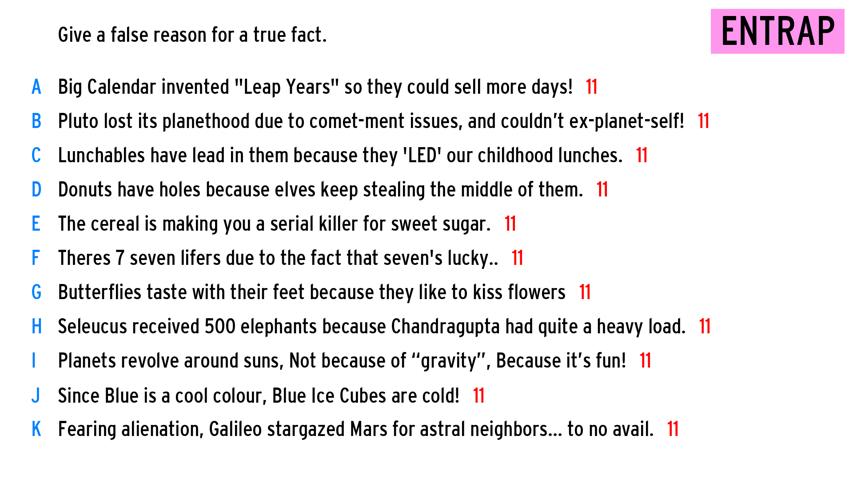 Give a false reason for a true fact.
ENTRAP
A Big Calendar invented "Leap Years" so they could sell more days! 11
B Pluto lost its planethood due to comet-ment issues, and couldn't ex-planet-self! 11
C Lunchables have lead in them because they 'LED' our childhood lunches. 11
D Donuts have holes because elves keep stealing the middle of them. 11
E The cereal is making you a serial killer for sweet sugar. 11
F Theres 7 seven lifers due to the fact that seven's lucky.. 11
G Butterflies taste with their feet because they like to kiss flowers 11
H Seleucus received 500 elephants because Chandragupta had quite a heavy load. 11
I Planets revolve around suns, Not because of “gravity”, Because it’s fun! 11
J Since Blue is a cool colour, Blue Ice Cubes are cold! 11
K Fearing alienation, Galileo stargazed Mars for astral neighbors... to no avail. 11